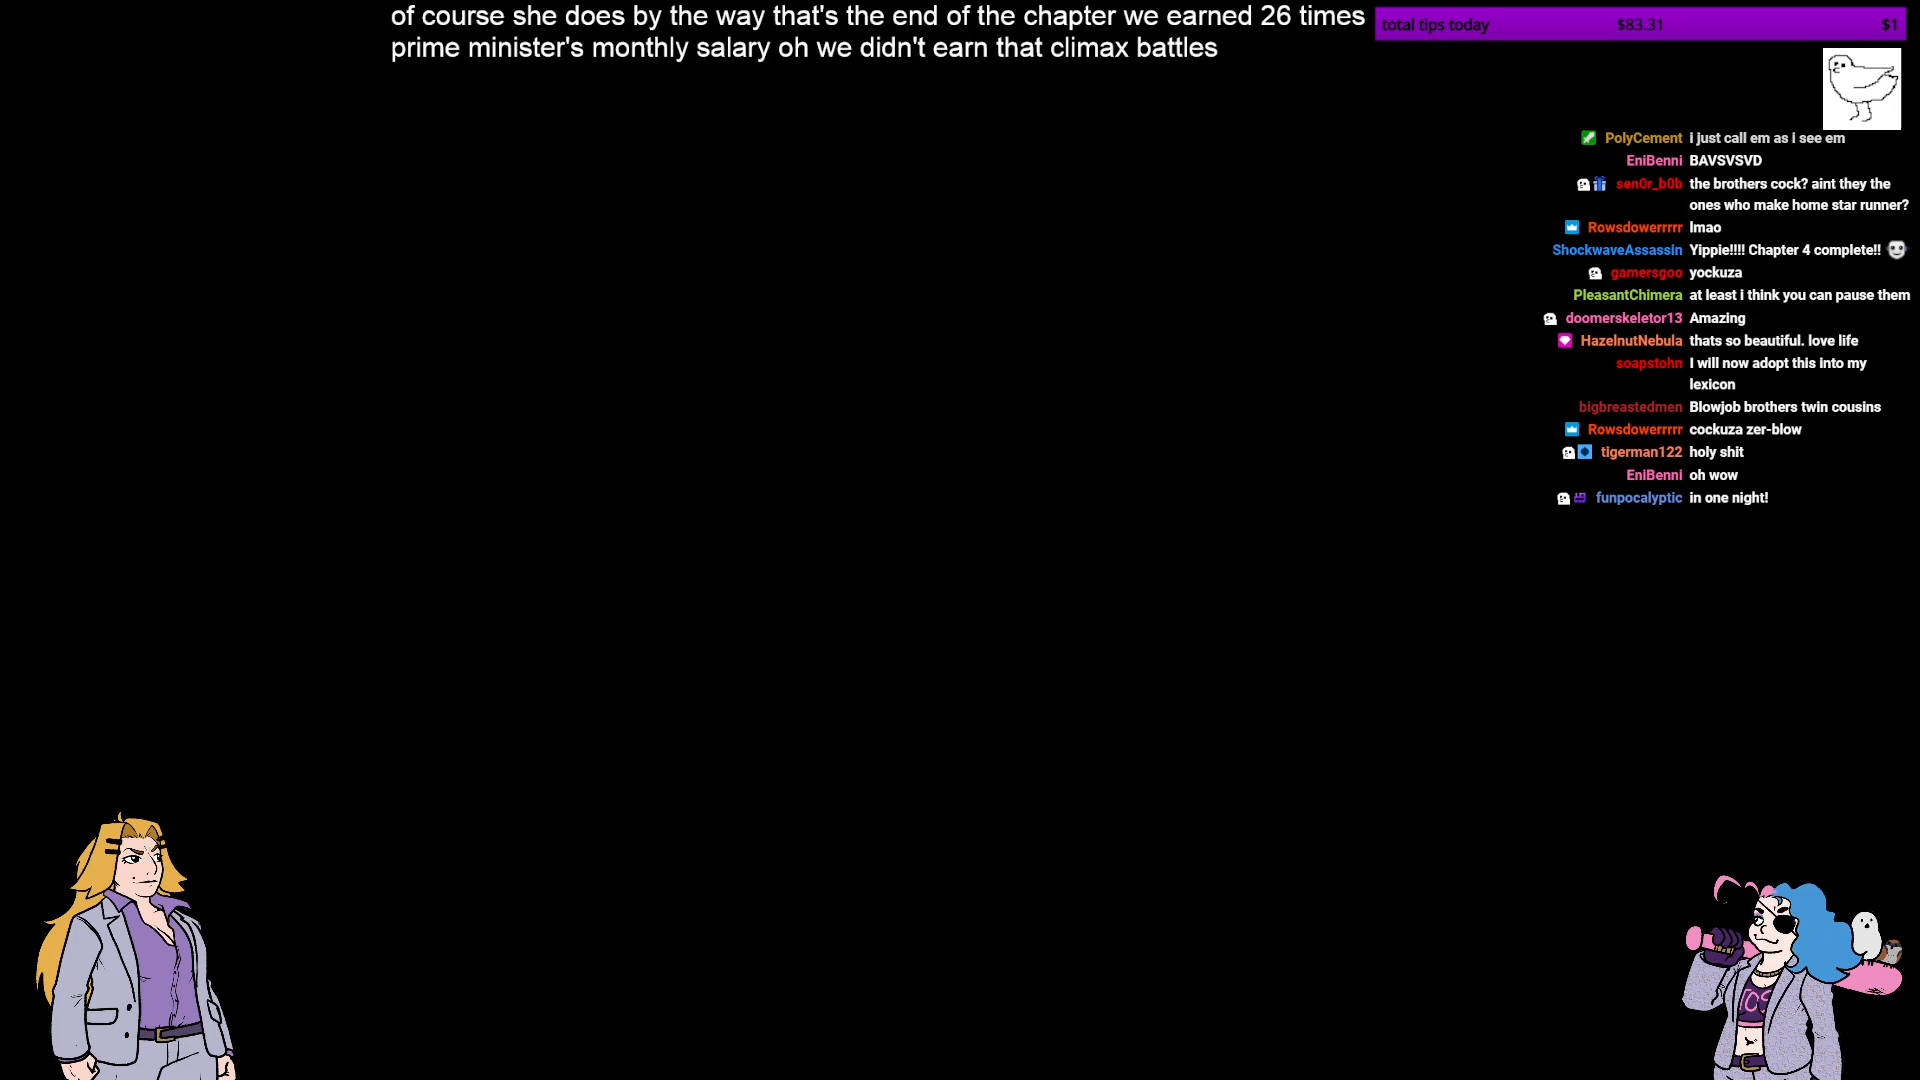 of course she does by the way that's the end of the chapter we earned 26 times
prime minister's monthly salary oh we didn't earn that climax battles
total tips today $83.31 $1
PolyCement i just call em as i see em
EniBenni BAVSVSVD
sen0r_b0b the brothers cock? aint they the
ones who make home star runner?
Rowsdowerrrrr lmao
ShockwaveAssassin Yippie!!!! Chapter 4 complete!!
gamersgoo yockuza
PleasantChimera at least i think you can pause them
doomerskeletor13 Amazing
HazelnutNebula thats so beautiful. love life
soapstohn I will now adopt this into my
lexicon
bigbreastedmen Blowjob brothers twin cousins
Rowsdowerrrrr cockuza zer-blow
tigerman122 holy shit
EniBenni oh wow
funpocalyptic in one night!